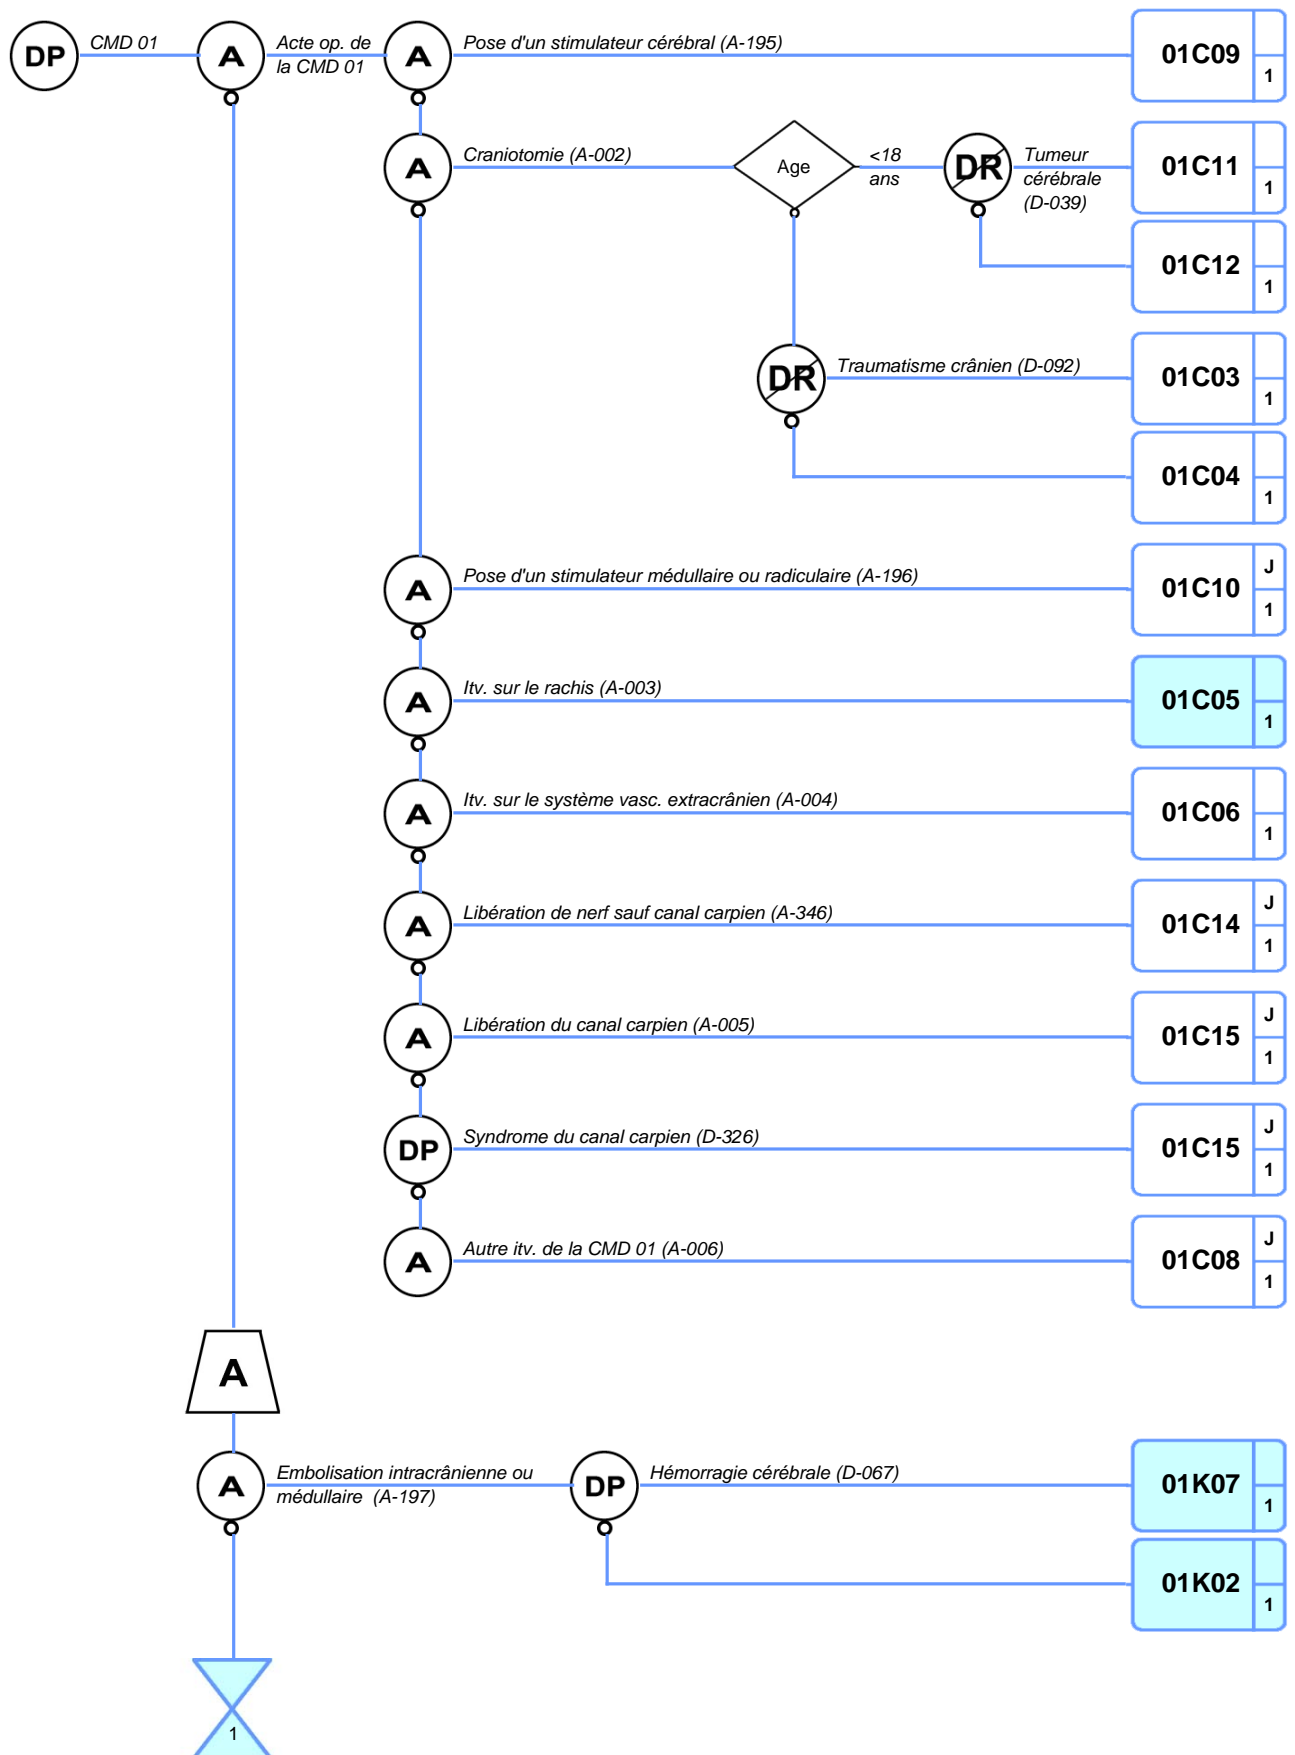 DP CMD 01 A Acte op. de
la CMD 01
A Pose d'un stimulateur cérébral (A-195) 01C09
1
A Craniotomie (A-002) Age <18
ans
DR Tumeur
cérébrale
(D-039)
01C11
1
01C12
1
DR Traumatisme crânien (D-092) 01C03
1
01C04
1
A Pose d'un stimulateur médullaire ou radiculaire (A-196) 01C10 J
1
A Itv. sur le rachis (A-003) 01C05
1
A Itv. sur le système vasc. extracrânien (A-004) 01C06
1
A Libération de nerf sauf canal carpien (A-346) 01C14 J
1
A Libération du canal carpien (A-005) 01C15 J
1
DP Syndrome du canal carpien (D-326) 01C15 J
1
A Autre itv. de la CMD 01 (A-006) 01C08 J
1
A
A Embolisation intracrânienne ou
médullaire (A-197)
DP Hémorragie cérébrale (D-067) 01K07
1
01K02
1
1